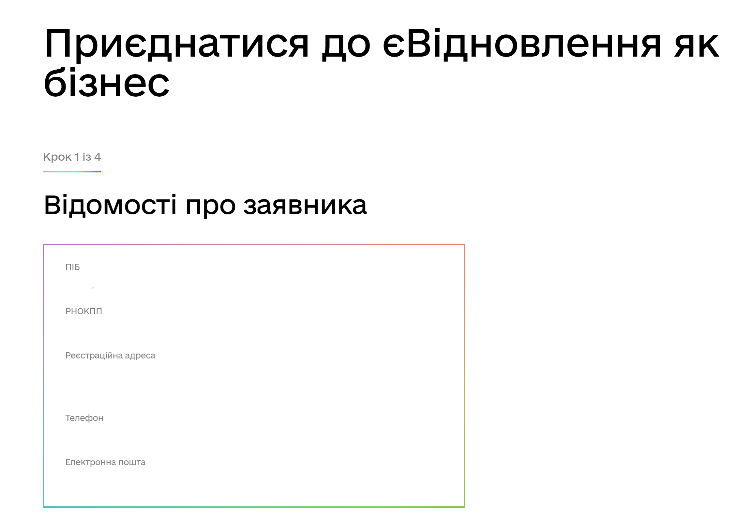 Приєднатися до єВідновлення як
бізнес
Крок 1 із 4
Відомості про заявника
ПІБ
РНОКПП
Реєстраційна адреса
Телефон
Електронна пошта